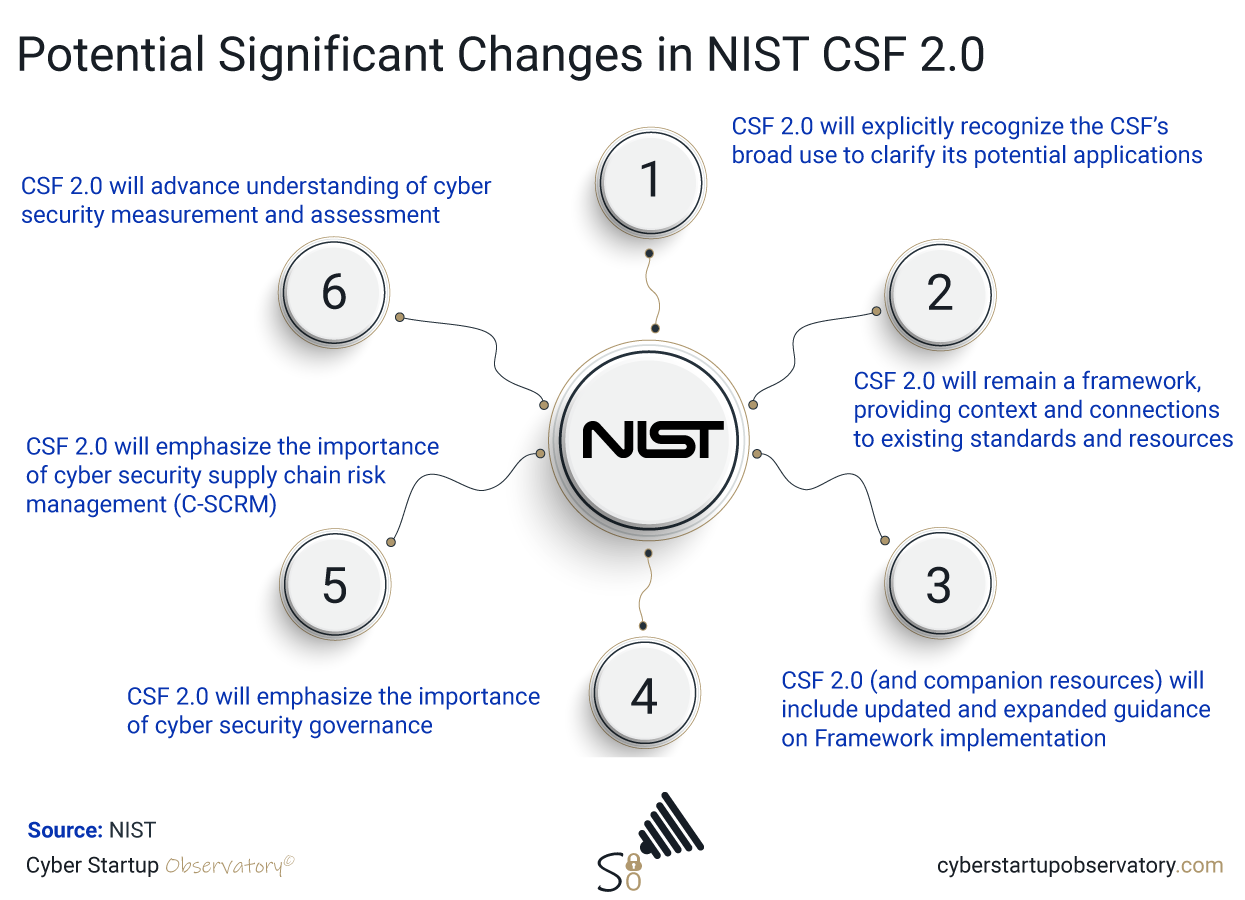 Potential Significant Changes in NIST CSF 2.0
1
CSF 2.0 will explicitly recognize the CSF’s
broad use to clarify its potential applications
2
CSF 2.0 will remain a framework,
providing context and connections
to existing standards and resources
3
CSF 2.0 (and companion resources) will
include updated and expanded guidance
on Framework implementation
4
CSF 2.0 will emphasize the importance
of cyber security governance
5
CSF 2.0 will emphasize the importance
of cyber security supply chain risk
management (C-SCRM)
6
CSF 2.0 will advance understanding of cyber
security measurement and assessment
NIST
Source: NIST
Cyber Startup Observatory©
SO
cyberstartupobservatory.com